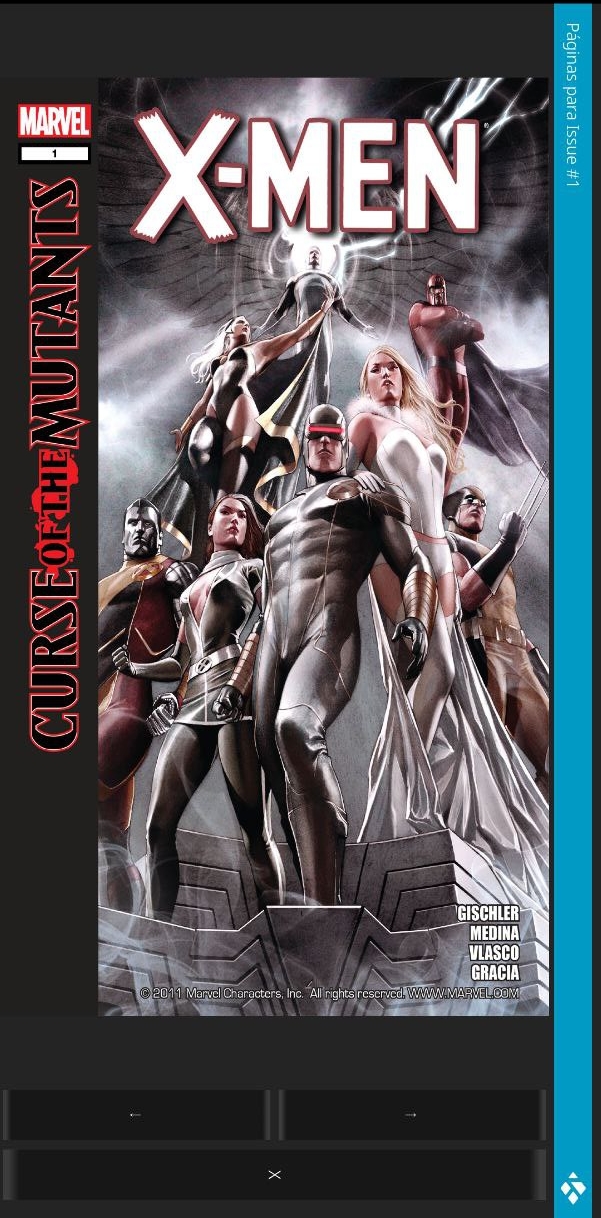 Páginas para Issue #1
MARVEL
1
CURSE OF THE MUTANTS
X-MEN
GISCHLER
MEDINA
VLASCO
GRACIA
© 2011 Marvel Characters, Inc. All rights reserved. WWW.MARVEL.COM
←
→
X